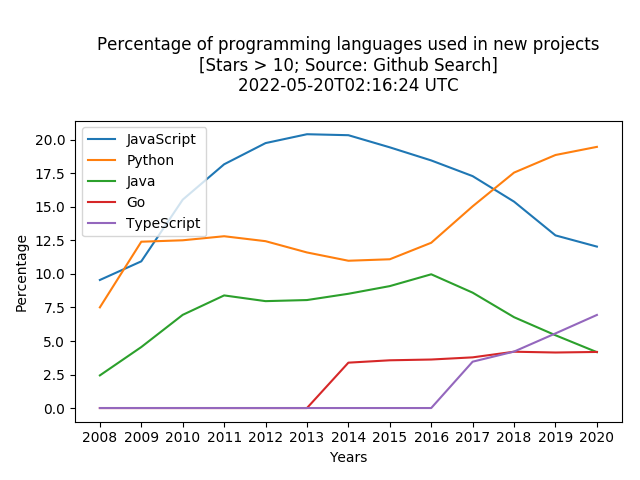 Percentage of programming languages used in new projects
[Stars > 10; Source: Github Search]
2022-05-20T02:16:24 UTC
JavaScript
Python
Java
Go
TypeScript
20.0
17.5
15.0
12.5
10.0
7.5
5.0
2.5
0.0
Percentage
2008 2009 2010 2011 2012 2013 2014 2015 2016 2017 2018 2019 2020
Years